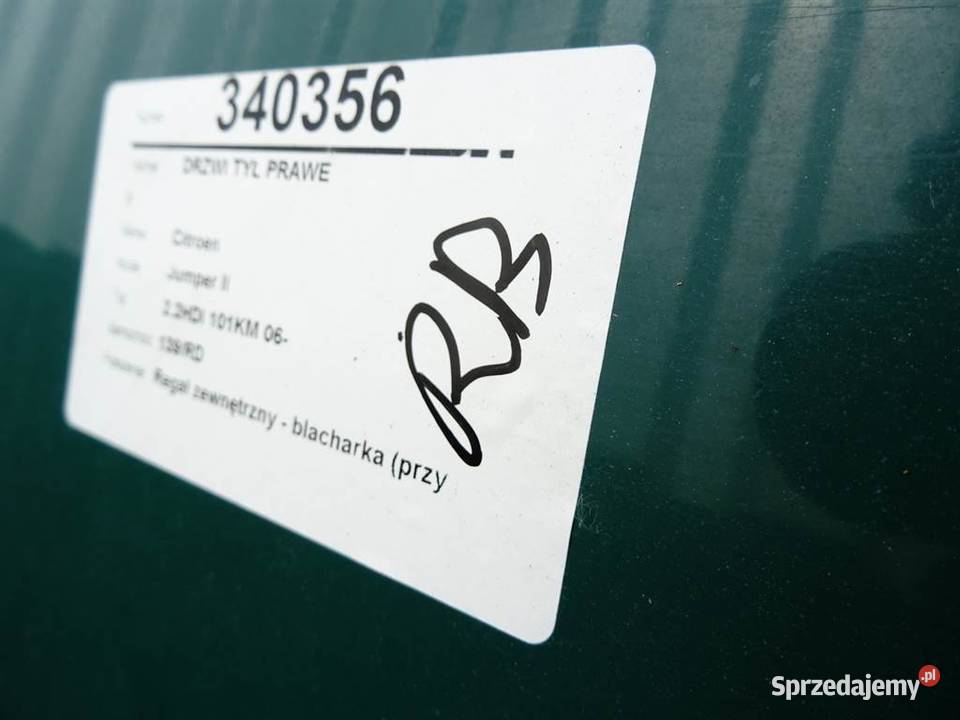 340356
DRZWI TYL PRAWE
Citroen
Jumper II
2.2HDI 101KM 06-
139/RD
Regał zewnętrzny - blacharka (przy
RB
Sprzedajemy.pl